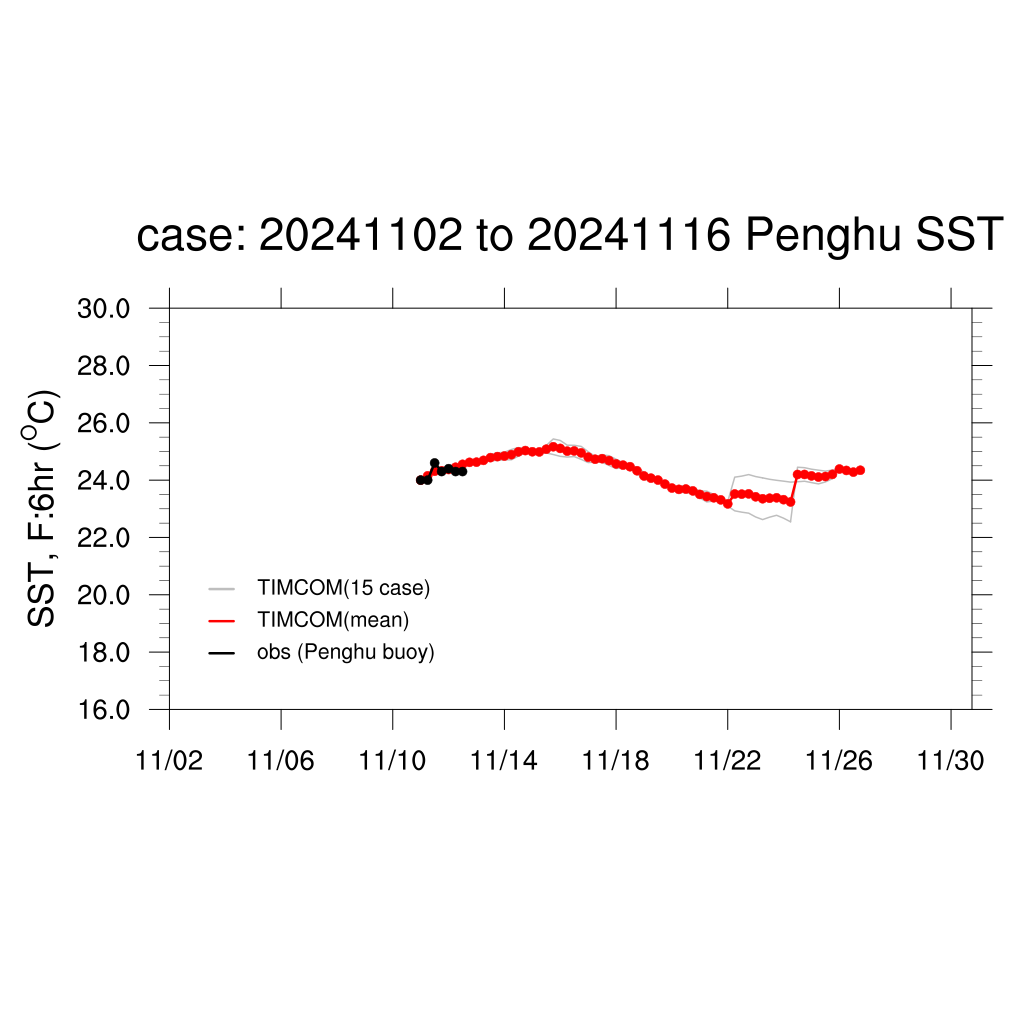 case: 20241102 to 20241116 Penghu SST
SST, F:6hr (°C)
30.0
28.0
26.0
24.0
22.0
20.0
18.0
16.0
TIMCOM(15 case)
TIMCOM(mean)
obs (Penghu buoy)
11/02 11/06 11/10 11/14 11/18 11/22 11/26 11/30